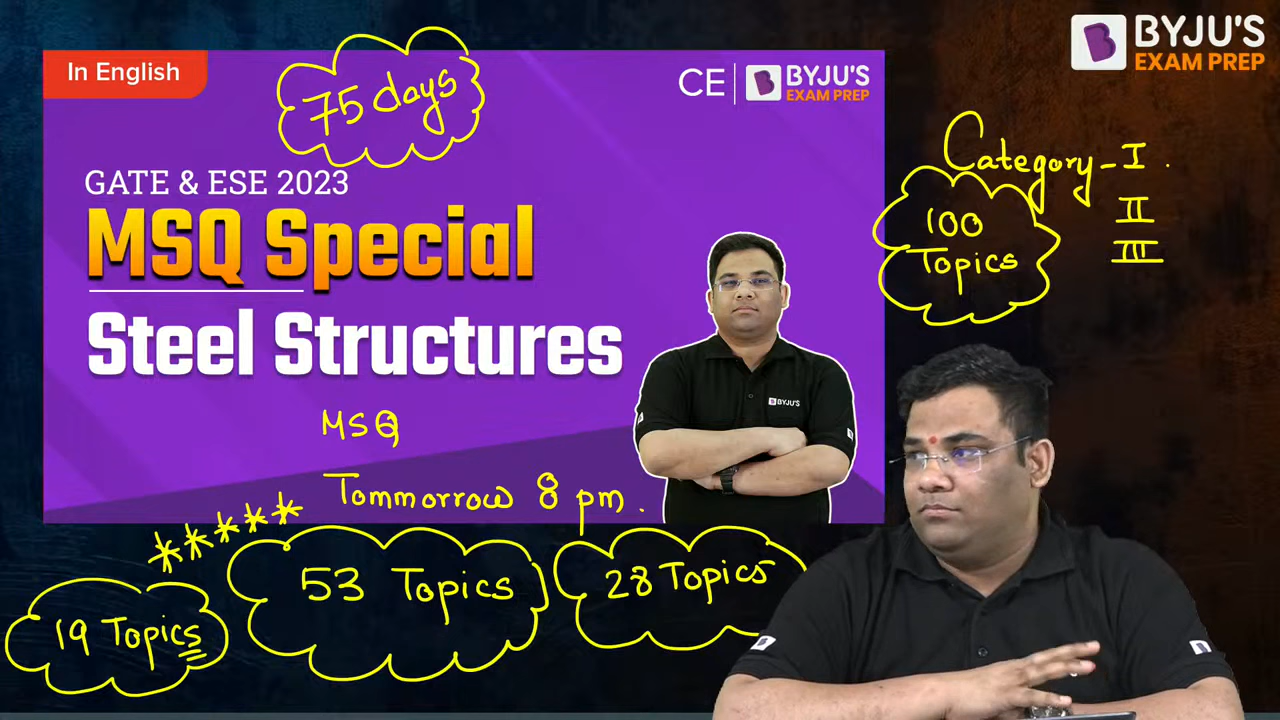 In English
75 days
CE
BYJU'S
EXAM PREP
BYJU'S
EXAM PREP
GATE & ESE 2023
MSQ Special
Steel Structures
BYJU'S
Category - I .
II
III
100
Topics
MSQ
Tommorrow 8 pm .
*****
19 Topics
53 Topics
28 Topics